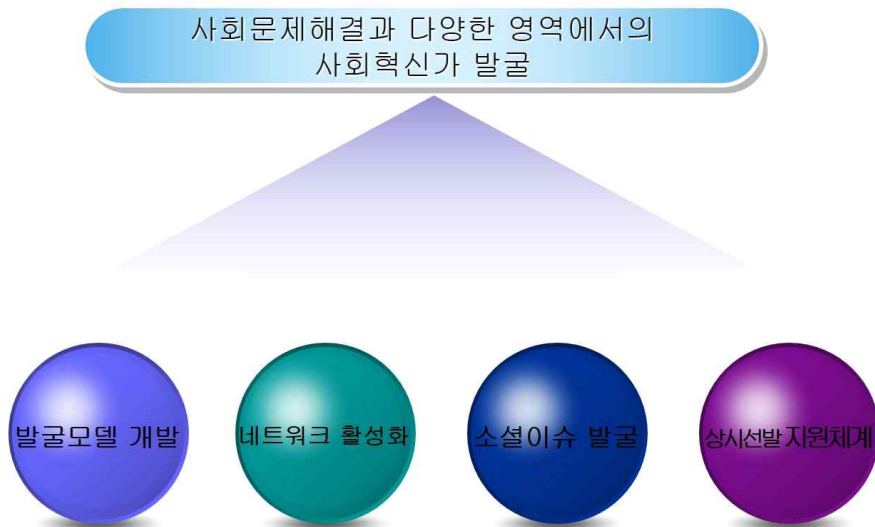 사회문제해결과 다양한 영역에서의
사회혁신가 발굴
발굴모델 개발
네트워크 활성화
소셜이슈 발굴
상시선발 지원체계